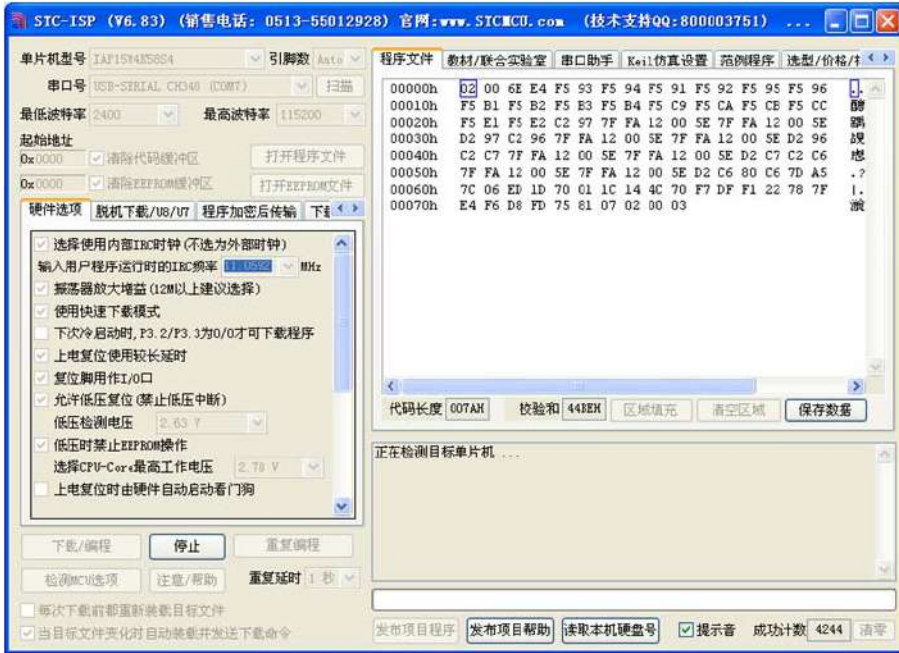 STC-ISP (V6.83) (销售电话: 0513-55012928) 官网:www.STCMCU.com (技术支持QQ:800003751) ...
单片机型号 IAP15W4K58S4 引脚数 Auto
串口号 USB-SERIAL CH340 (COM7) 扫描
最低波特率 2400 最高波特率 115200
起始地址
0x0000 清除代码缓冲区 打开程序文件
0x0000 清除EEPROM缓冲区 打开EEPROM文件
硬件选项 脱机下载/U8/U7 程序加密后传输
选择使用内部IRC时钟(不选为外部时钟)
输入用户程序运行时的IRC频率 11.0592 MHz
振荡器放大增益(12M以上建议选择)
使用快速下载模式
下次冷启动时,P3.2/P3.3为0/0才可下载程序
上电复位使用较长延时
复位脚用作I/O口
允许低压复位(禁止低压中断)
低压检测电压 2.63 V
低压时禁止EEPROM操作
选择CPU-Core最高工作电压 2.78 V
上电复位时由硬件自动启动看门狗
下载/编程 停止 重复编程
检测MCU选项 注意/帮助 重复延时 1 秒
每次下载前都重新装载目标文件
当目标文件变化时自动装载并发送下载命令
程序文件 教材/联合实验室 串口助手 Keil仿真设置 范例程序 选型/价格/
00000h 02 00 6E E4 F5 93 F5 94 F5 91 F5 92 F5 95 F5 96
00010h F5 B1 F5 B2 F5 B3 F5 B4 F5 C9 F5 CA F5 CB F5 CC
00020h F5 E1 F5 E2 C2 97 7F FA 12 00 5E 7F FA 12 00 5E
00030h D2 97 C2 96 7F FA 12 00 5E 7F FA 12 00 5E D2 96
00040h C2 C7 7F FA 12 00 5E 7F FA 12 00 5E D2 C7 C2 C6
00050h 7F FA 12 00 5E 7F FA 12 00 5E D2 C6 80 C6 7D A5 .?
00060h 7C 06 ED 1D 70 01 1C 14 4C 70 F7 DF F1 22 78 7F |.
00070h E4 F6 D8 FD 75 81 07 02 00 03
代码长度 007AH 校验和 44BEH 区域填充 清空区域 保存数据
正在检测目标单片机 ...
发布项目程序 发布项目帮助 读取本机硬盘号 提示音 成功计数 4244 清零